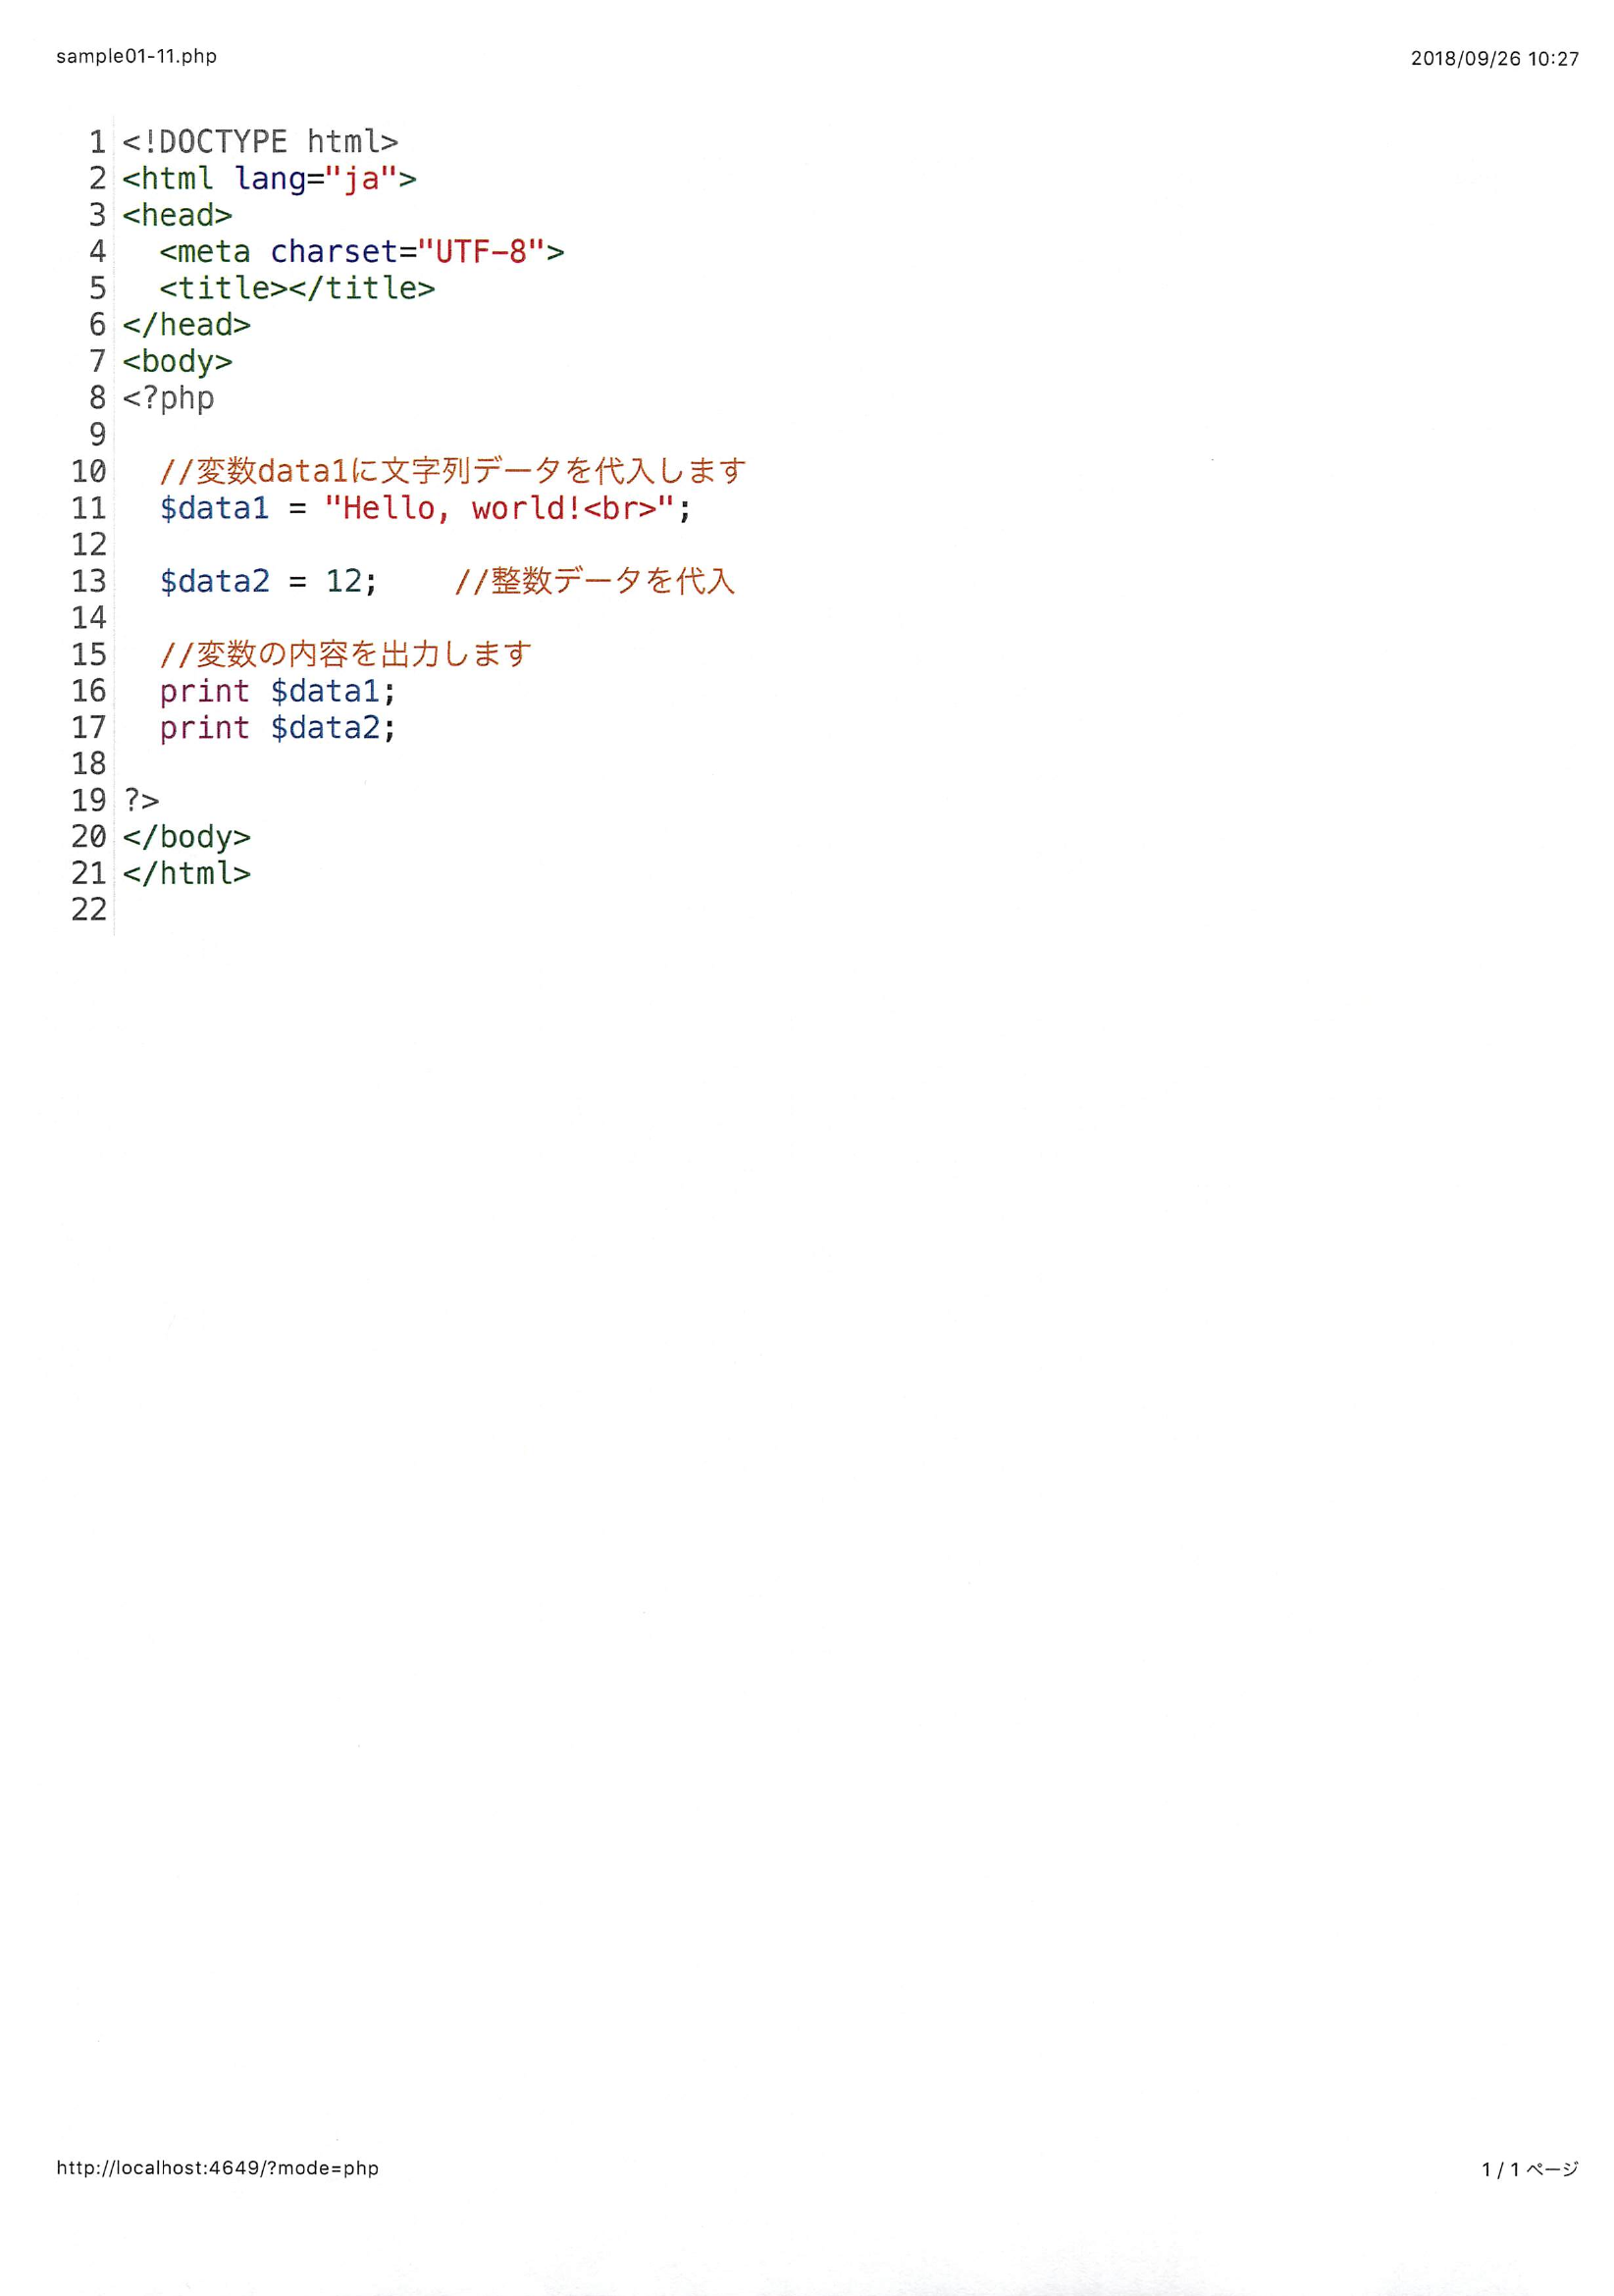 sample01-11.php
2018/09/26 10:27
1 <!DOCTYPE html>
2 <html lang="ja">
3 <head>
4   <meta charset="UTF-8">
5   <title></title>
6 </head>
7 <body>
8 <?php
9
10   //変数data1に文字列データを代入します
11   $data1 = "Hello, world!<br>";
12
13   $data2 = 12;    //整数データを代入
14
15   //変数の内容を出力します
16   print $data1;
17   print $data2;
18
19 ?>
20 </body>
21 </html>
22
http://localhost:4649/?mode=php
1 / 1 ページ